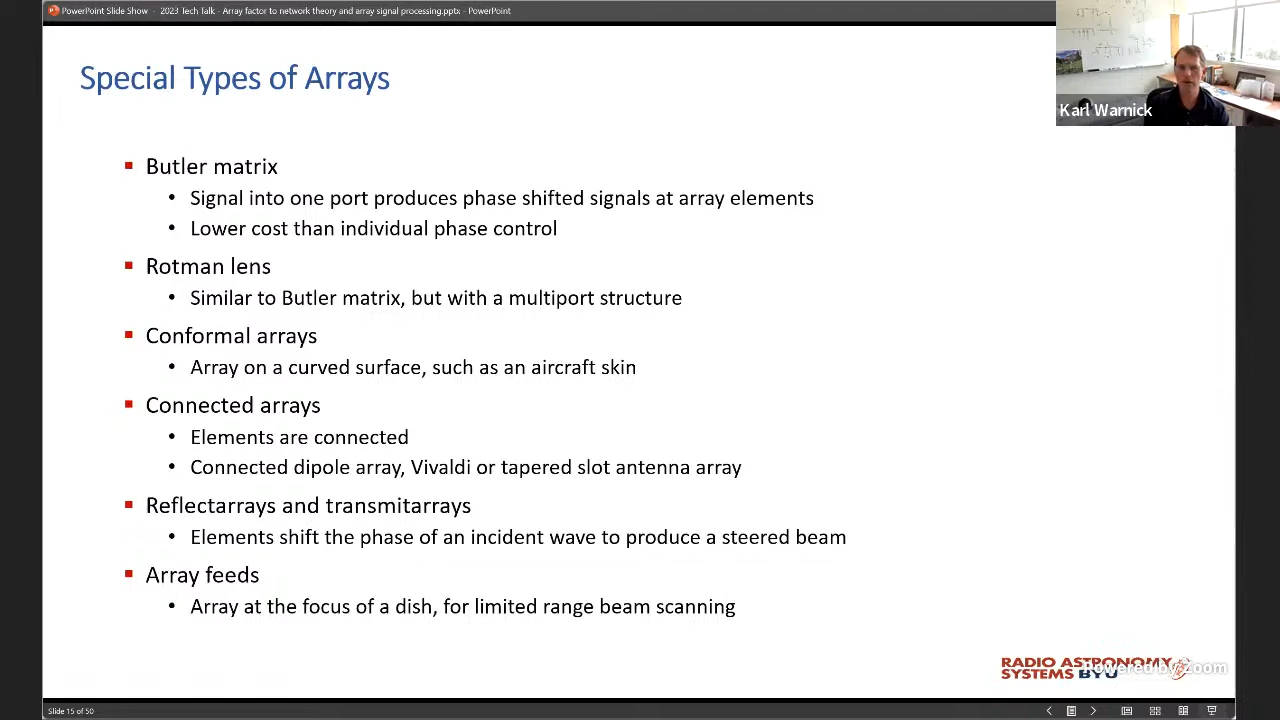 PowerPoint Slide Show - 2023 Tech Talk - Array factor to network theory and array signal processing.pptx - PowerPoint
Special Types of Arrays
Karl Warnick
▪ Butler matrix
• Signal into one port produces phase shifted signals at array elements
• Lower cost than individual phase control
▪ Rotman lens
• Similar to Butler matrix, but with a multiport structure
▪ Conformal arrays
• Array on a curved surface, such as an aircraft skin
▪ Connected arrays
• Elements are connected
• Connected dipole array, Vivaldi or tapered slot antenna array
▪ Reflectarrays and transmitarrays
• Elements shift the phase of an incident wave to produce a steered beam
▪ Array feeds
• Array at the focus of a dish, for limited range beam scanning
RADIO ASTRONOMY
SYSTEMS BYU
Powered by Zoom
Slide 15 of 50